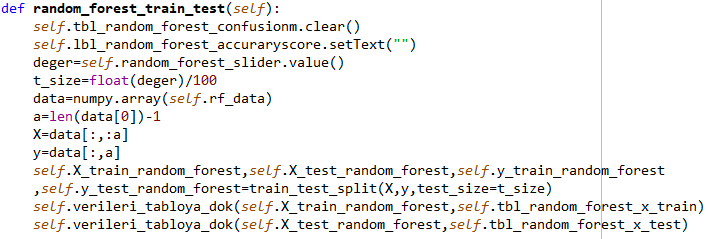 def random_forest_train_test(self):
    self.tbl_random_forest_confusionm.clear()
    self.lbl_random_forest_accuraryscore.setText("")
    deger=self.random_forest_slider.value()
    t_size=float(deger)/100
    data=numpy.array(self.rf_data)
    a=len(data[0])-1
    X=data[:,:a]
    y=data[:,a]
    self.X_train_random_forest,self.X_test_random_forest,self.y_train_random_forest
    ,self.y_test_random_forest=train_test_split(X,y,test_size=t_size)
    self.verileri_tabloya_dok(self.X_train_random_forest,self.tbl_random_forest_x_train)
    self.verileri_tabloya_dok(self.X_test_random_forest,self.tbl_random_forest_x_test)